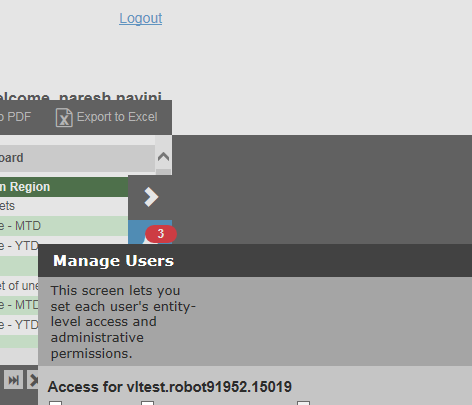 Logout
elcome, naresh navini
o PDF Export to Excel
oard
n Region
ets
e - MTD
e - YTD
3
Manage Users
This screen lets you
set each user's entity-
level access and
administrative
permissions.
et of une
e - MTD
e - YTD
Access for vltest.robot91952.15019